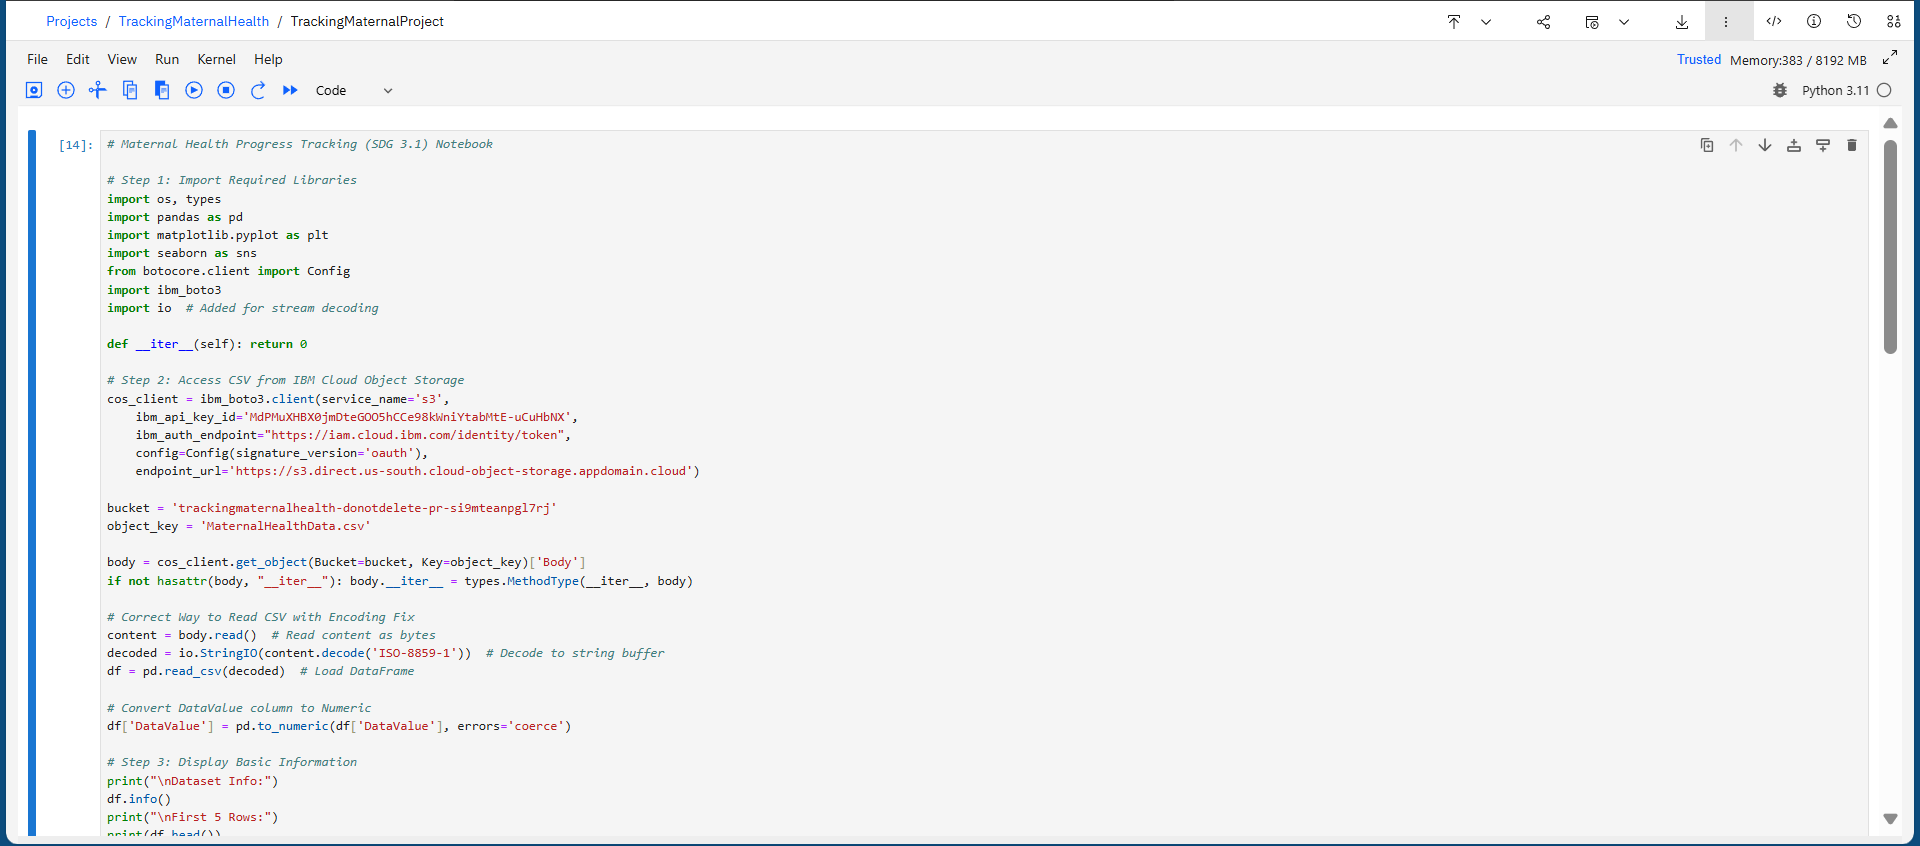 Projects / TrackingMaternalHealth / TrackingMaternalProject
File Edit View Run Kernel Help
Trusted Memory:383 / 8192 MB
Code
Python 3.11
[14]:
# Maternal Health Progress Tracking (SDG 3.1) Notebook
# Step 1: Import Required Libraries
import os, types
import pandas as pd
import matplotlib.pyplot as plt
import seaborn as sns
from botocore.client import Config
import ibm_boto3
import io  # Added for stream decoding
def __iter__(self): return 0
# Step 2: Access CSV from IBM Cloud Object Storage
cos_client = ibm_boto3.client(service_name='s3',
    ibm_api_key_id='MdPMuXHBX0jmDteGOO5hCCe98kWniYtabMtE-uCuHbNX',
    ibm_auth_endpoint="https://iam.cloud.ibm.com/identity/token",
    config=Config(signature_version='oauth'),
    endpoint_url='https://s3.direct.us-south.cloud-object-storage.appdomain.cloud')
bucket = 'trackingmaternalhealth-donotdelete-pr-si9mteanpgl7rj'
object_key = 'MaternalHealthData.csv'
body = cos_client.get_object(Bucket=bucket, Key=object_key)['Body']
if not hasattr(body, "__iter__"): body.__iter__ = types.MethodType(__iter__, body)
# Correct Way to Read CSV with Encoding Fix
content = body.read()  # Read content as bytes
decoded = io.StringIO(content.decode('ISO-8859-1'))  # Decode to string buffer
df = pd.read_csv(decoded)  # Load DataFrame
# Convert DataValue column to Numeric
df['DataValue'] = pd.to_numeric(df['DataValue'], errors='coerce')
# Step 3: Display Basic Information
print("\nDataset Info:")
df.info()
print("\nFirst 5 Rows:")
print(df.head())